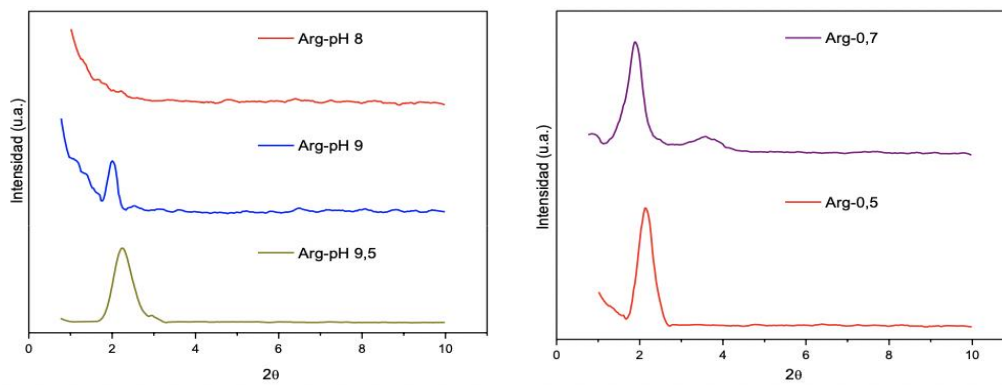 Intensidad (u.a.)
Arg-pH 8
Arg-pH 9
Arg-pH 9,5
0 2 4 6 8 10
2θ
Intensidad (u.a.)
Arg-0,7
Arg-0,5
0 2 4 6 8 10
2θ